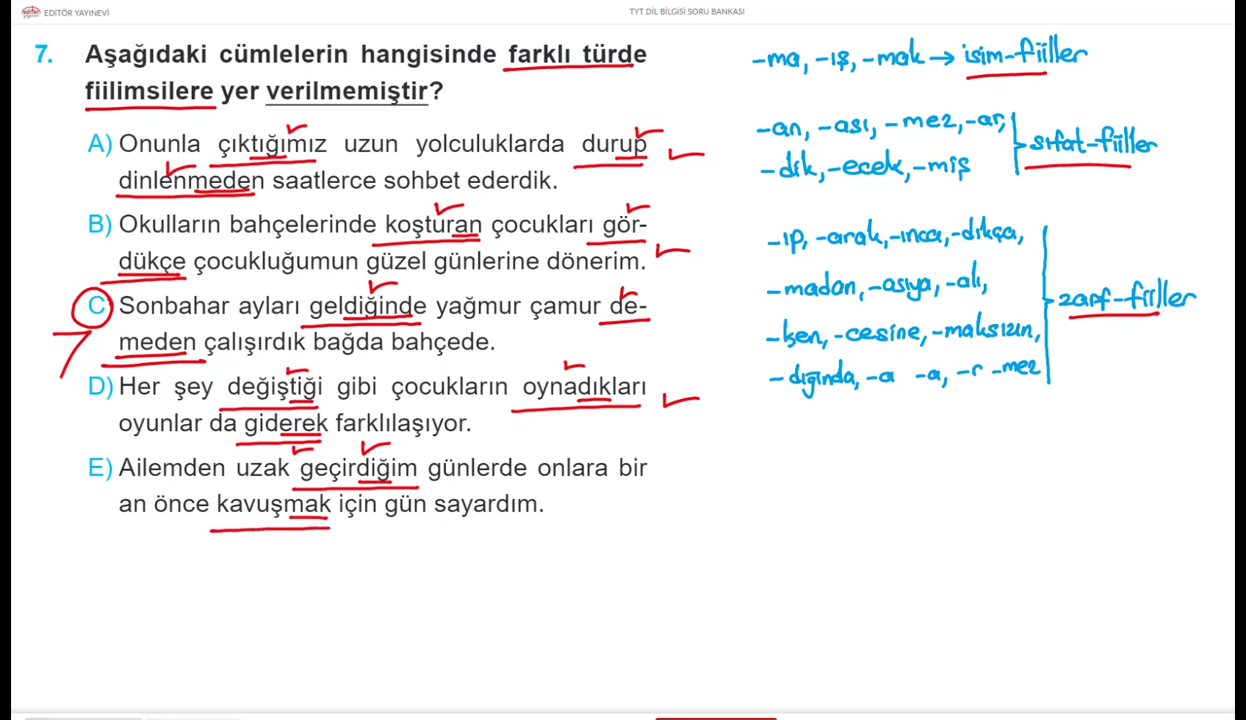 EDİTÖR YAYINEVİ
TYT DİL BİLGİSİ SORU BANKASI
7. Aşağıdaki cümlelerin hangisinde farklı türde
fiilimsilere yer verilmemiştir?
A) Onunla çıktığımız uzun yolculuklarda durup
dinlenmeden saatlerce sohbet ederdik.
B) Okulların bahçelerinde koşturan çocukları gör-
dükçe çocukluğumun güzel günlerine dönerim.
C) Sonbahar ayları geldiğinde yağmur çamur de-
meden çalışırdık bağda bahçede.
D) Her şey değiştiği gibi çocukların oynadıkları
oyunlar da giderek farklılaşıyor.
E) Ailemden uzak geçirdiğim günlerde onlara bir
an önce kavuşmak için gün sayardım.
-ma, -ış, -mak → isim-fiiller
-an, -ası, -mez, -ar,
-dık, -ecek, -miş
sıfat-fiiller
-ıp, -arak, -ınca, -dıkça,
-madan, -asıya, -alı,
-ken, -cesine, -maksızın,
-dığında, -a -a, -r -mez
zarf-fiiller